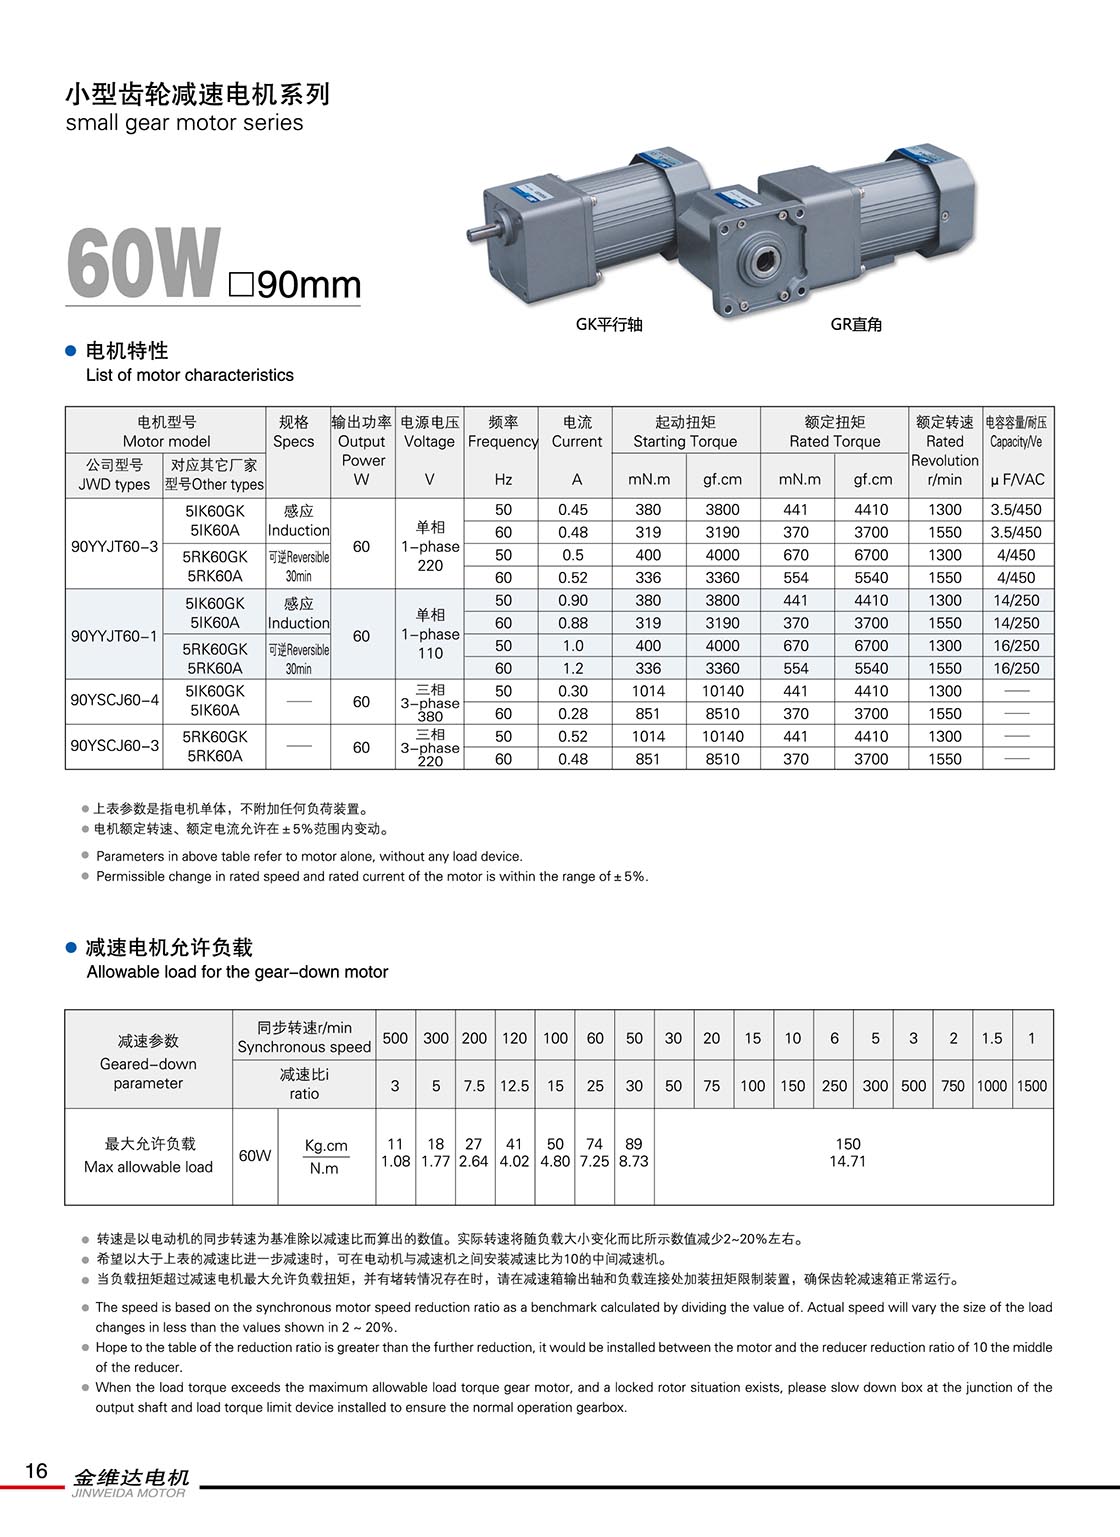 小型齿轮减速电机系列
small gear motor series
60W □90mm
GK平行轴
GR直角
电机特性
List of motor characteristics
电机型号 规格 输出功率 电源电压 频率 电流 起动扭矩 额定扭矩 额定转速 电容容量/耐压
Motor model Specs Output Power Voltage Frequency Current Starting Torque Rated Torque Rated Revolution Capacity/Ve
公司型号 对应其它厂家
JWD types 型号Other types W V Hz A mN.m gf.cm mN.m gf.cm r/min μ F/VAC
90YYJT60-3 5IK60GK 5IK60A 感应 Induction 60 单相 1-phase 220 50 0.45 380 3800 441 4410 1300 3.5/450
60 0.48 319 3190 370 3700 1550 3.5/450
5RK60GK 5RK60A 可逆Reversible 30min 50 0.5 400 4000 670 6700 1300 4/450
60 0.52 336 3360 554 5540 1550 4/450
90YYJT60-1 5IK60GK 5IK60A 感应 Induction 60 单相 1-phase 110 50 0.90 380 3800 441 4410 1300 14/250
60 0.88 319 3190 370 3700 1550 14/250
5RK60GK 5RK60A 可逆Reversible 30min 50 1.0 400 4000 670 6700 1300 16/250
60 1.2 336 3360 554 5540 1550 16/250
90YSCJ60-4 5IK60GK 5IK60A —— 60 三相 3-phase 380 50 0.30 1014 10140 441 4410 1300 ——
60 0.28 851 8510 370 3700 1550 ——
90YSCJ60-3 5RK60GK 5RK60A —— 60 三相 3-phase 220 50 0.52 1014 10140 441 4410 1300 ——
60 0.48 851 8510 370 3700 1550 ——
上表参数是指电机单体，不附加任何负荷装置。
电机额定转速、额定电流允许在±5%范围内变动。
Parameters in above table refer to motor alone, without any load device.
Permissible change in rated speed and rated current of the motor is within the range of ± 5%.
减速电机允许负载
Allowable load for the gear-down motor
减速参数 Geared-down parameter
同步转速r/min Synchronous speed 500 300 200 120 100 60 50 30 20 15 10 6 5 3 2 1.5 1
减速比i ratio 3 5 7.5 12.5 15 25 30 50 75 100 150 250 300 500 750 1000 1500
最大允许负载 Max allowable load 60W
Kg.cm 11 18 27 41 50 74 89 150
N.m 1.08 1.77 2.64 4.02 4.80 7.25 8.73 14.71
转速是以电动机的同步转速为基准除以减速比而算出的数值。实际转速将随负载大小变化而比所示数值减少2~20%左右。
希望以大于上表的减速比进一步减速时，可在电动机与减速机之间安装减速比为10的中间减速机。
当负载扭矩超过减速电机最大允许负载扭矩，并有堵转情况存在时，请在减速箱输出轴和负载连接处加装扭矩限制装置，确保齿轮减速箱正常运行。
The speed is based on the synchronous motor speed reduction ratio as a benchmark calculated by dividing the value of. Actual speed will vary the size of the load
changes in less than the values shown in 2 ~ 20%.
Hope to the table of the reduction ratio is greater than the further reduction, it would be installed between the motor and the reducer reduction ratio of 10 the middle
of the reducer.
When the load torque exceeds the maximum allowable load torque gear motor, and a locked rotor situation exists, please slow down box at the junction of the
output shaft and load torque limit device installed to ensure the normal operation gearbox.
16 金维达电机
JINWEIDA MOTOR